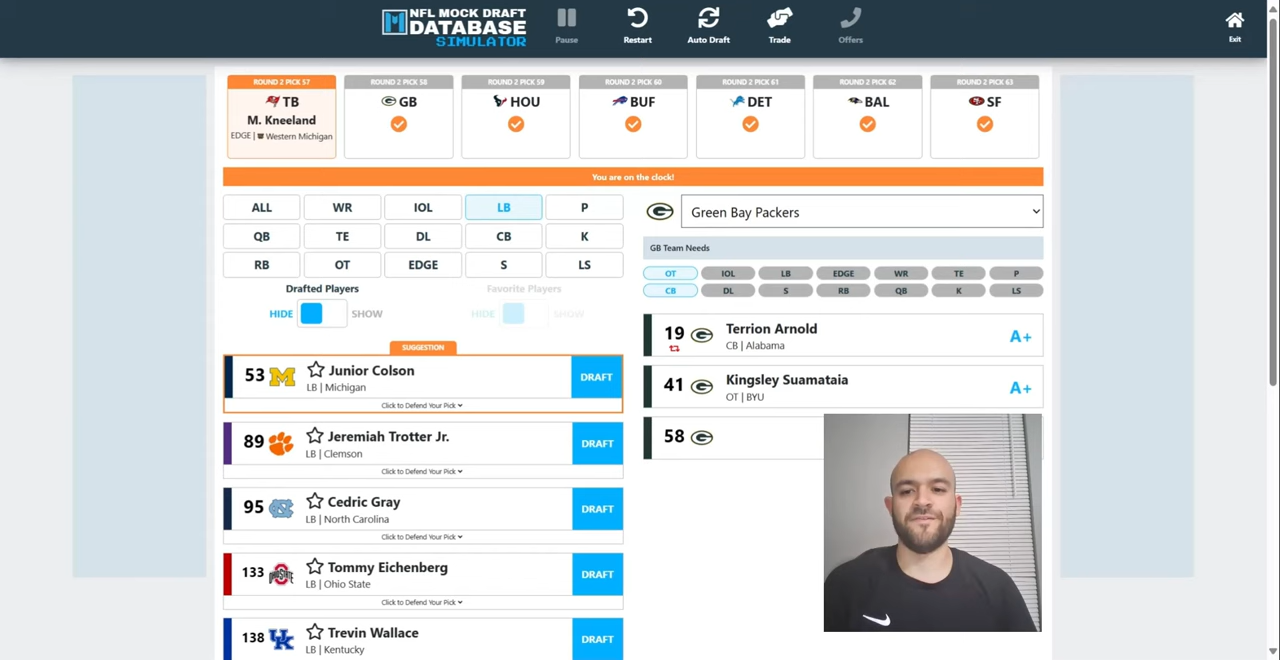 NFL MOCK DRAFT
DATABASE
SIMULATOR
Pause
Restart
Auto Draft
Trade
Offers
Exit
ROUND 2 PICK 57
TB
M. Kneeland
EDGE | Western Michigan
ROUND 2 PICK 58
GB
ROUND 2 PICK 59
HOU
ROUND 2 PICK 60
BUF
ROUND 2 PICK 61
DET
ROUND 2 PICK 62
BAL
ROUND 2 PICK 63
SF
You are on the clock!
ALL WR IOL LB P
QB TE DL CB K
RB OT EDGE S LS
Drafted Players
HIDE SHOW
Favorite Players
HIDE SHOW
SUGGESTION
53 Junior Colson
LB | Michigan
DRAFT
Click to Defend Your Pick
89 Jeremiah Trotter Jr.
LB | Clemson
DRAFT
Click to Defend Your Pick
95 Cedric Gray
LB | North Carolina
DRAFT
Click to Defend Your Pick
133 Tommy Eichenberg
LB | Ohio State
DRAFT
Click to Defend Your Pick
138 Trevin Wallace
LB | Kentucky
DRAFT
Green Bay Packers
GB Team Needs
OT IOL LB EDGE WR TE P
CB DL S RB QB K LS
19 Terrion Arnold
CB | Alabama
A+
41 Kingsley Suamataia
OT | BYU
A+
58